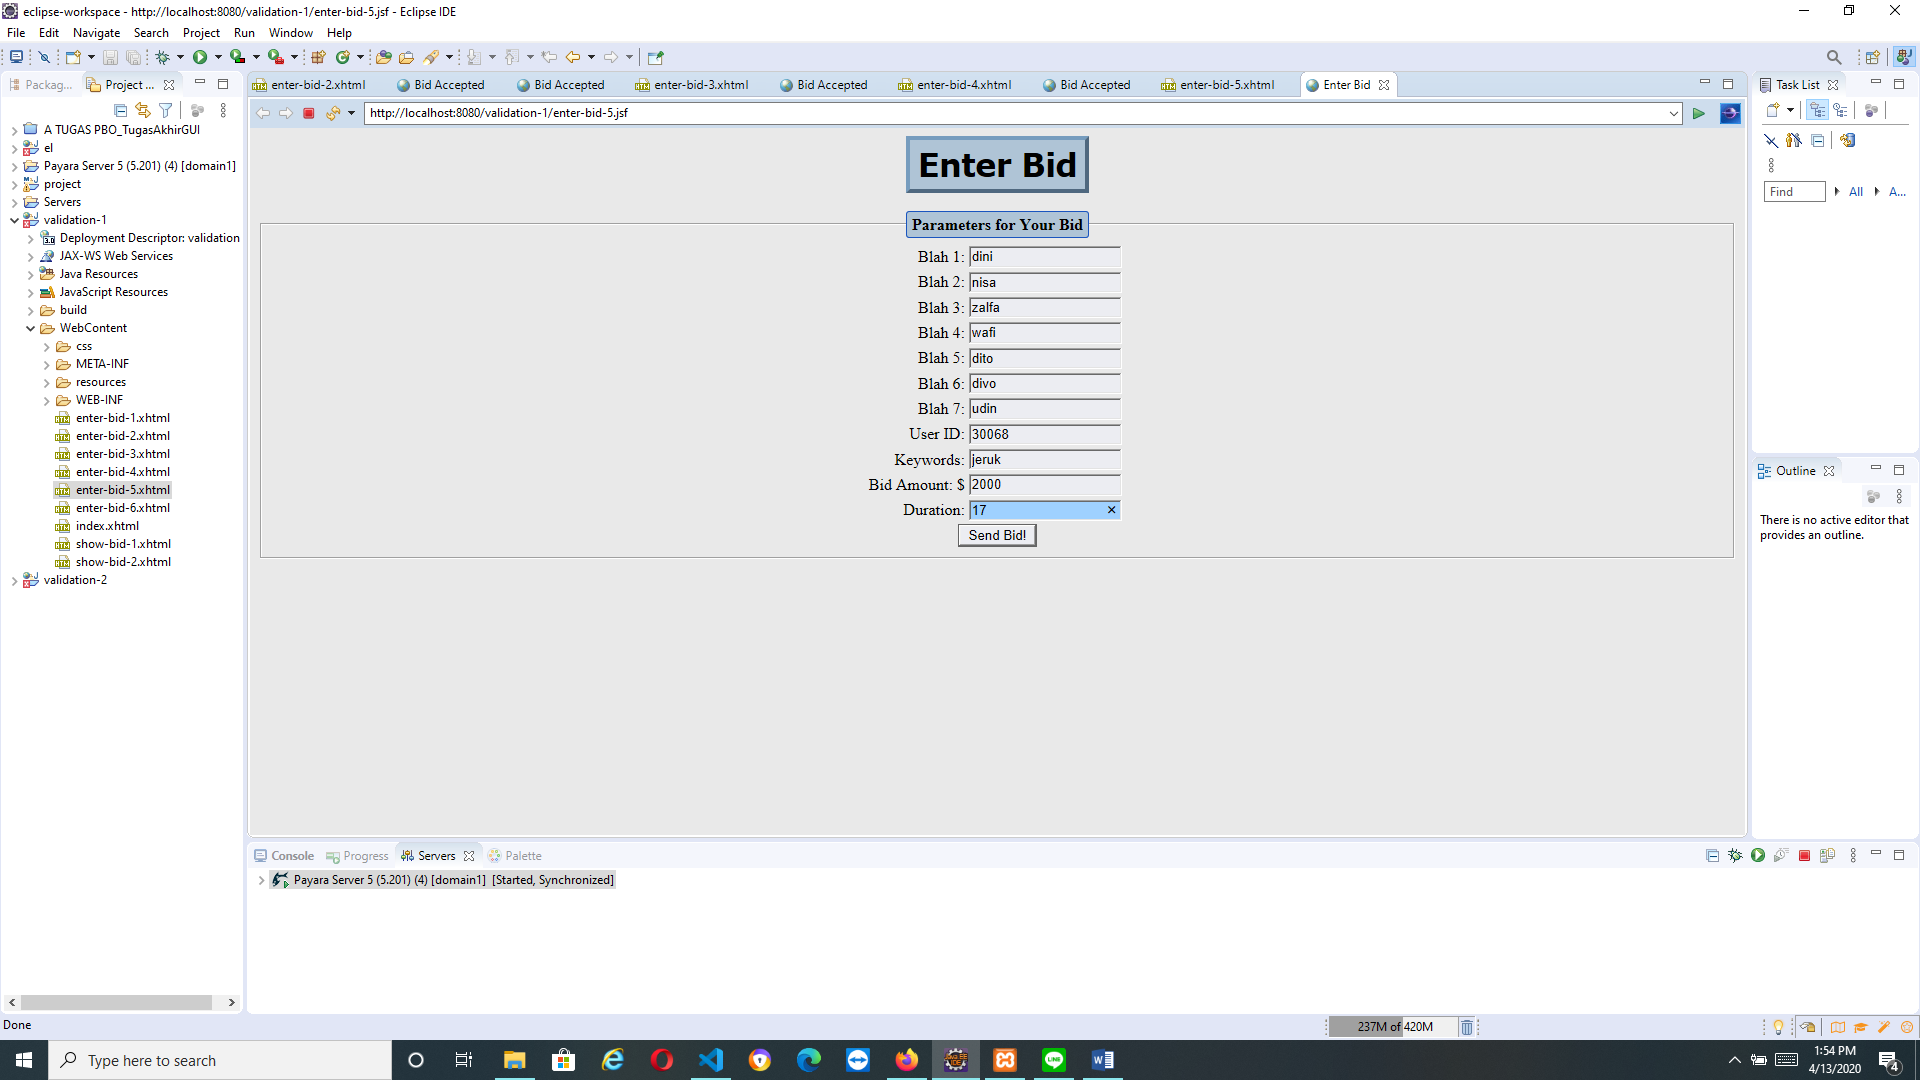 eclipse-workspace - http://localhost:8080/validation-1/enter-bid-5.jsf - Eclipse IDE
File Edit Navigate Search Project Run Window Help
Packag... Project ...
enter-bid-2.xhtml Bid Accepted Bid Accepted enter-bid-3.xhtml Bid Accepted enter-bid-4.xhtml Bid Accepted enter-bid-5.xhtml Enter Bid
http://localhost:8080/validation-1/enter-bid-5.jsf
A TUGAS PBO_TugasAkhirGUI
el
Payara Server 5 (5.201) (4) [domain1]
project
Servers
validation-1
Deployment Descriptor: validation
JAX-WS Web Services
Java Resources
JavaScript Resources
build
WebContent
css
META-INF
resources
WEB-INF
enter-bid-1.xhtml
enter-bid-2.xhtml
enter-bid-3.xhtml
enter-bid-4.xhtml
enter-bid-5.xhtml
enter-bid-6.xhtml
index.xhtml
show-bid-1.xhtml
show-bid-2.xhtml
validation-2
Enter Bid
Parameters for Your Bid
Blah 1: dini
Blah 2: nisa
Blah 3: zalfa
Blah 4: wafi
Blah 5: dito
Blah 6: divo
Blah 7: udin
User ID: 30068
Keywords: jeruk
Bid Amount: $ 2000
Duration: 17
Send Bid!
Task List
Find All A...
Outline
There is no active editor that
provides an outline.
Console Progress Servers Palette
Payara Server 5 (5.201) (4) [domain1] [Started, Synchronized]
Done
237M of 420M
Type here to search
1:54 PM
4/13/2020
4